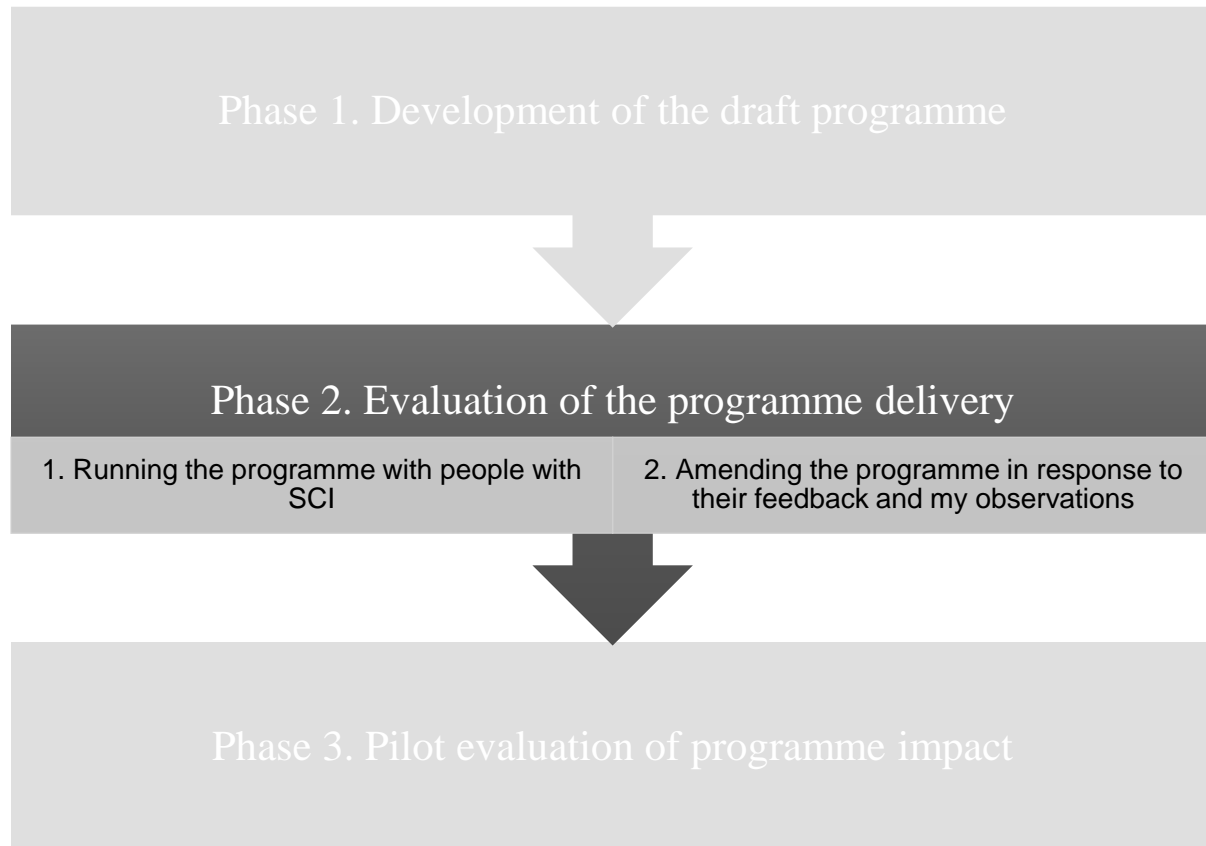 Phase 1. Development of the draft programme
Phase 2. Evaluation of the programme delivery
1. Running the programme with people with
SCI
2. Amending the programme in response to
their feedback and my observations
Phase 3. Pilot evaluation of programme impact